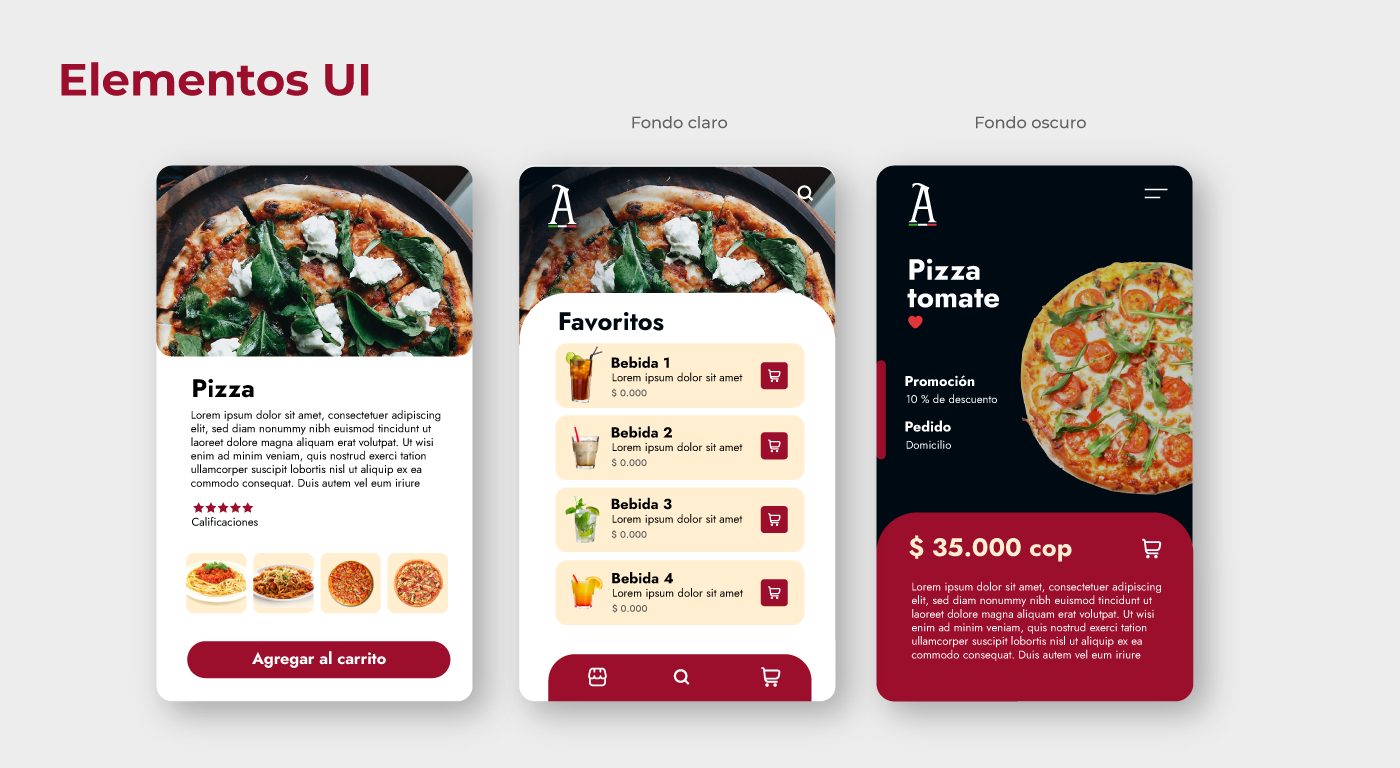 Elementos UI
Fondo claro
Fondo oscuro
Pizza
Lorem ipsum dolor sit amet, consectetuer adipiscing
elit, sed diam nonummy nibh euismod tincidunt ut
laoreet dolore magna aliquam erat volutpat. Ut wisi
enim ad minim veniam, quis nostrud exerci tation
ullamcorper suscipit lobortis nisl ut aliquip ex ea
commodo consequat. Duis autem vel eum iriure
Calificaciones
Agregar al carrito
A
Favoritos
Bebida 1
Lorem ipsum dolor sit amet
$ 0.000
Bebida 2
Lorem ipsum dolor sit amet
$ 0.000
Bebida 3
Lorem ipsum dolor sit amet
$ 0.000
Bebida 4
Lorem ipsum dolor sit amet
$ 0.000
A
Pizza
tomate
Promoción
10 % de descuento
Pedido
Domicilio
$ 35.000 cop
Lorem ipsum dolor sit amet, consectetuer adipiscing
elit, sed diam nonummy nibh euismod tincidunt ut
laoreet dolore magna aliquam erat volutpat. Ut wisi
enim ad minim veniam, quis nostrud exerci tation
ullamcorper suscipit lobortis nisl ut aliquip ex ea
commodo consequat. Duis autem vel eum iriure